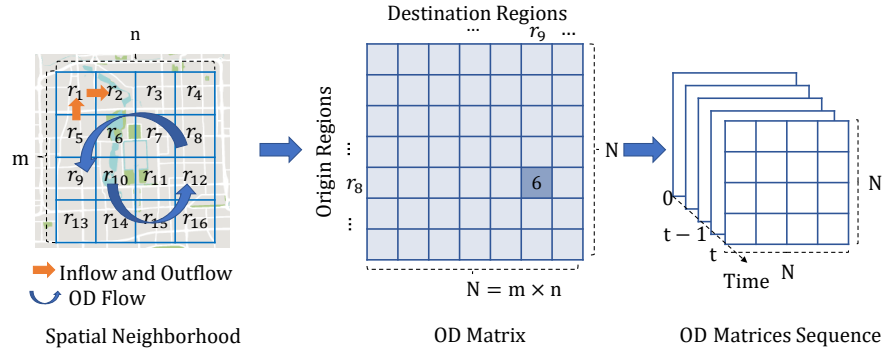 n
m
r1 r2 r3 r4
r5 r6 r7 r8
r9 r10 r11 r12
r13 r14 r15 r16
Inflow and Outflow
OD Flow
Spatial Neighborhood
Destination Regions
... r9 ...
Origin Regions
...
r8
...
6
N
N = m × n
OD Matrix
0
t − 1
t
Time
N
N
OD Matrices Sequence